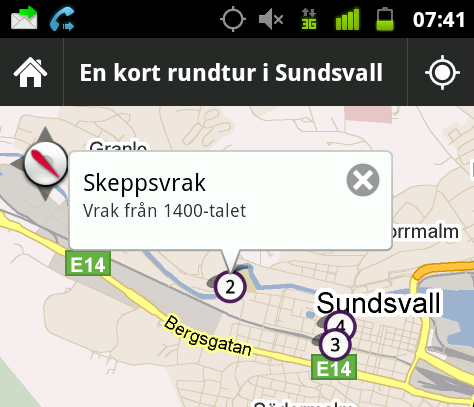 3G
07:41
En kort rundtur i Sundsvall
Granlo
Skeppsvrak
Vrak från 1400-talet
orrmalm
E14
2
Sundsvall
4
3
Bergsgatan
E14
Södermalm